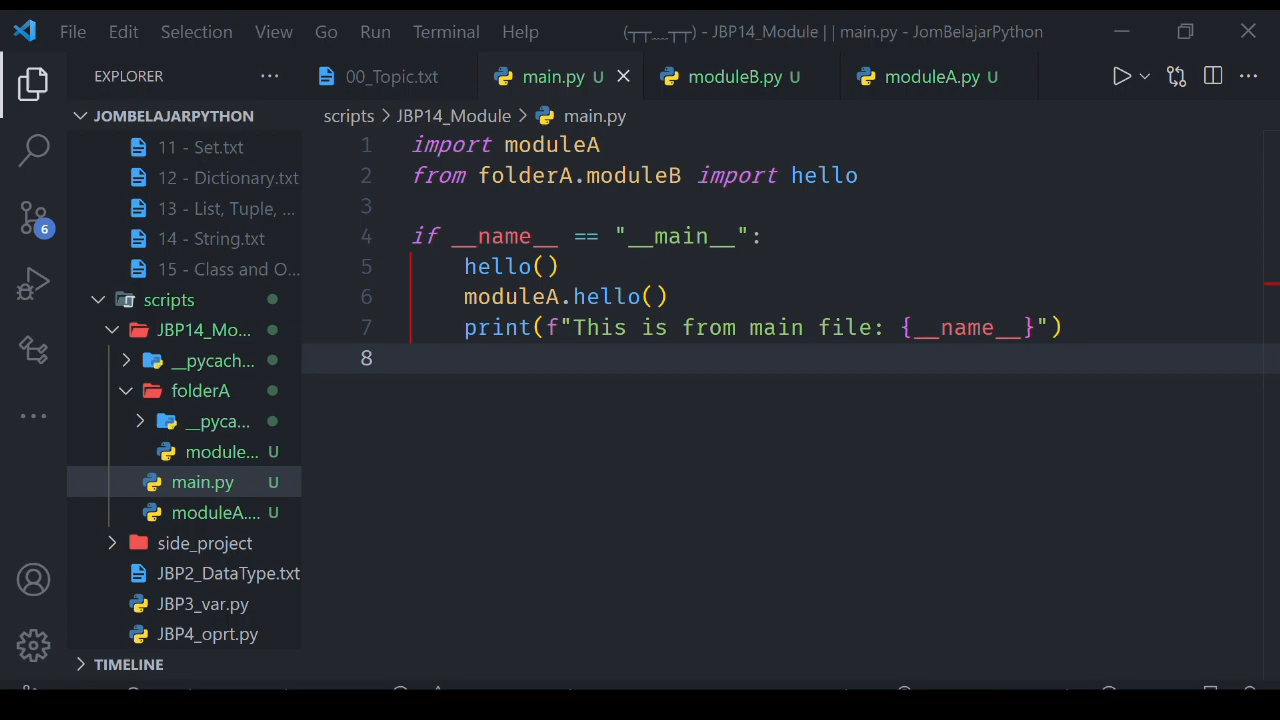 File Edit Selection View Go Run Terminal Help (┬┬﹏┬┬) - JBP14_Module | | main.py - JomBelajarPython
EXPLORER ···
00_Topic.txt main.py U moduleB.py U moduleA.py U
JOMBELAJARPYTHON
11 - Set.txt
12 - Dictionary.txt
13 - List, Tuple, ...
14 - String.txt
15 - Class and O...
scripts
JBP14_Mo...
__pycach...
folderA
__pyca...
module... U
main.py U
moduleA.... U
side_project
JBP2_DataType.txt
JBP3_var.py
JBP4_oprt.py
TIMELINE
6
scripts > JBP14_Module > main.py
1 import moduleA
2 from folderA.moduleB import hello
3
4 if __name__ == "__main__":
5 hello()
6 moduleA.hello()
7 print(f"This is from main file: {__name__}")
8